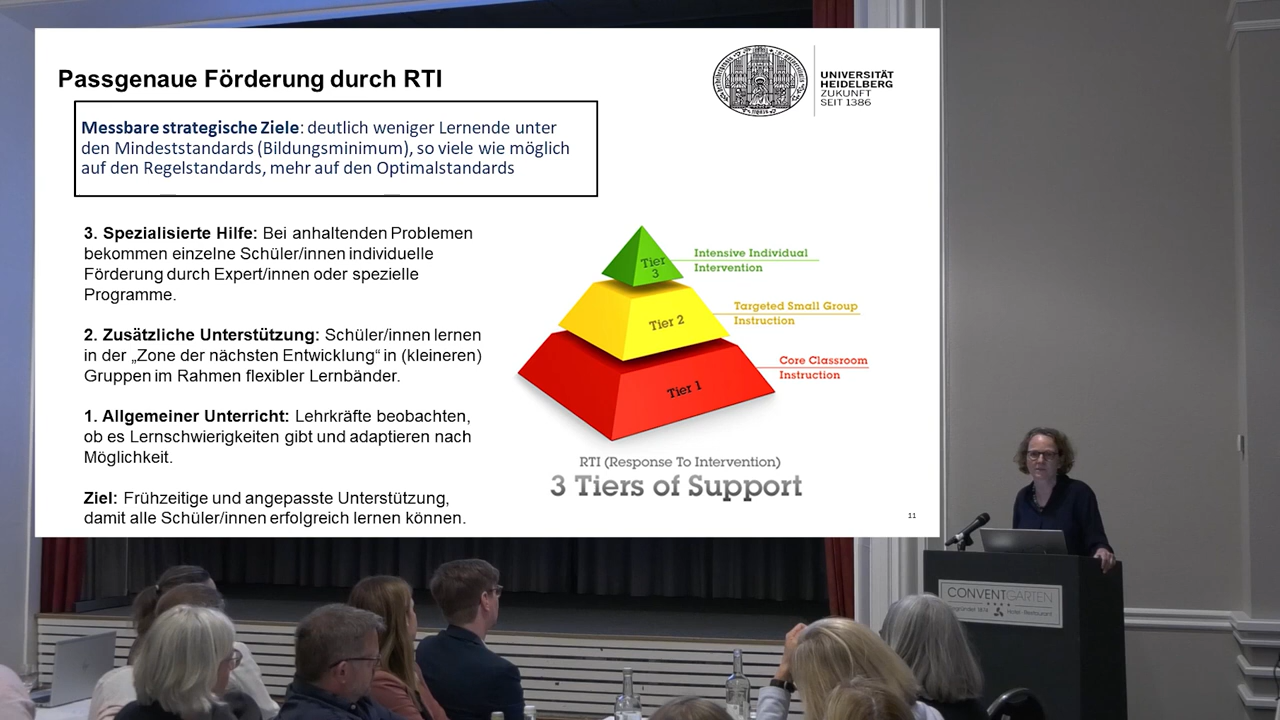 Passgenaue Förderung durch RTI
UNIVERSITÄT
HEIDELBERG
ZUKUNFT
SEIT 1386
Messbare strategische Ziele: deutlich weniger Lernende unter
den Mindeststandards (Bildungsminimum), so viele wie möglich
auf den Regelstandards, mehr auf den Optimalstandards
3. Spezialisierte Hilfe: Bei anhaltenden Problemen
bekommen einzelne Schüler/innen individuelle
Förderung durch Expert/innen oder spezielle
Programme.
2. Zusätzliche Unterstützung: Schüler/innen lernen
in der „Zone der nächsten Entwicklung“ in (kleineren)
Gruppen im Rahmen flexibler Lernbänder.
1. Allgemeiner Unterricht: Lehrkräfte beobachten,
ob es Lernschwierigkeiten gibt und adaptieren nach
Möglichkeit.
Ziel: Frühzeitige und angepasste Unterstützung,
damit alle Schüler/innen erfolgreich lernen können.
Tier
3
Intensive Individual
Intervention
Tier 2
Targeted Small Group
Instruction
Tier 1
Core Classroom
Instruction
RTI (Response To Intervention)
3 Tiers of Support
11
CONVENTGARTEN
Hotel · Restaurant